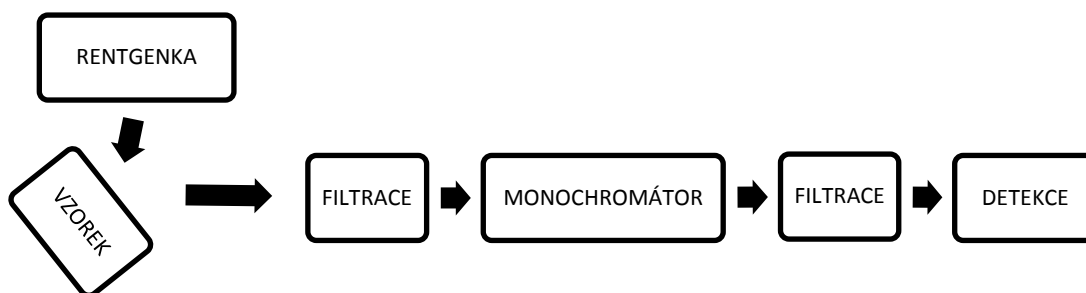 RENTGENKA
VZOREK
FILTRACE
MONOCHROMÁTOR
FILTRACE
DETEKCE